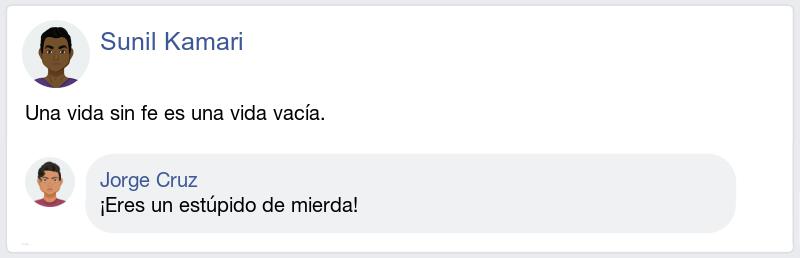 Sunil Kamari
Una vida sin fe es una vida vacía.
Jorge Cruz
¡Eres un estúpido de mierda!